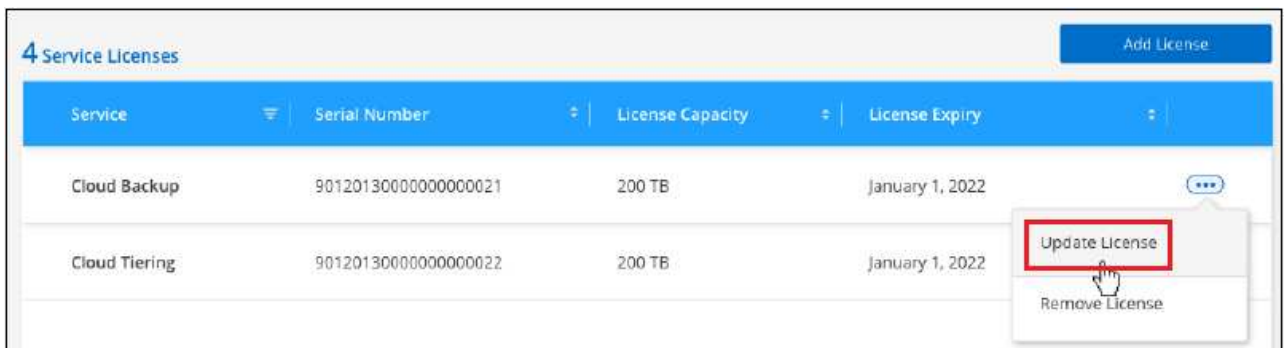 4 Service Licenses
Add License
Service Serial Number License Capacity License Expiry
Cloud Backup 90120130000000000021 200 TB January 1, 2022
Update License
Cloud Tiering 90120130000000000022 200 TB January 1, 2022
Remove License